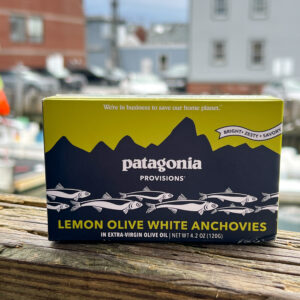 We're in business to save our home planet.™
BRIGHT • ZESTY • SAVORY
patagonia
PROVISIONS®
LEMON OLIVE WHITE ANCHOVIES
IN EXTRA-VIRGIN OLIVE OIL | NET WT 4.2 OZ (120G)